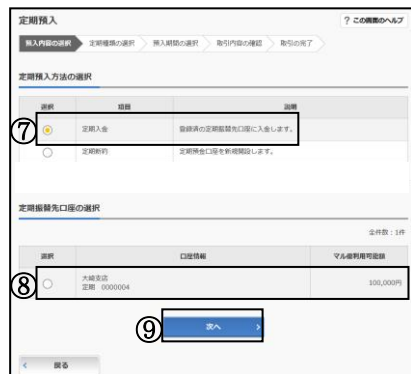 定期預入
? この画面のヘルプ
預入内容の選択 定期種類の選択 預入期間の選択 取引内容の確認 取引の完了
定期預入方法の選択
選択 項目 説明
⑦ 定期入金 登録済の定期振替先口座に入金します。
定期新約 定期預金口座を新規開設します。
定期振替先口座の選択
全件数：1件
選択 口座情報 マル優利用可能額
大崎支店
⑧ 定期 0000004 100,000円
⑨ 次へ >
< 戻る